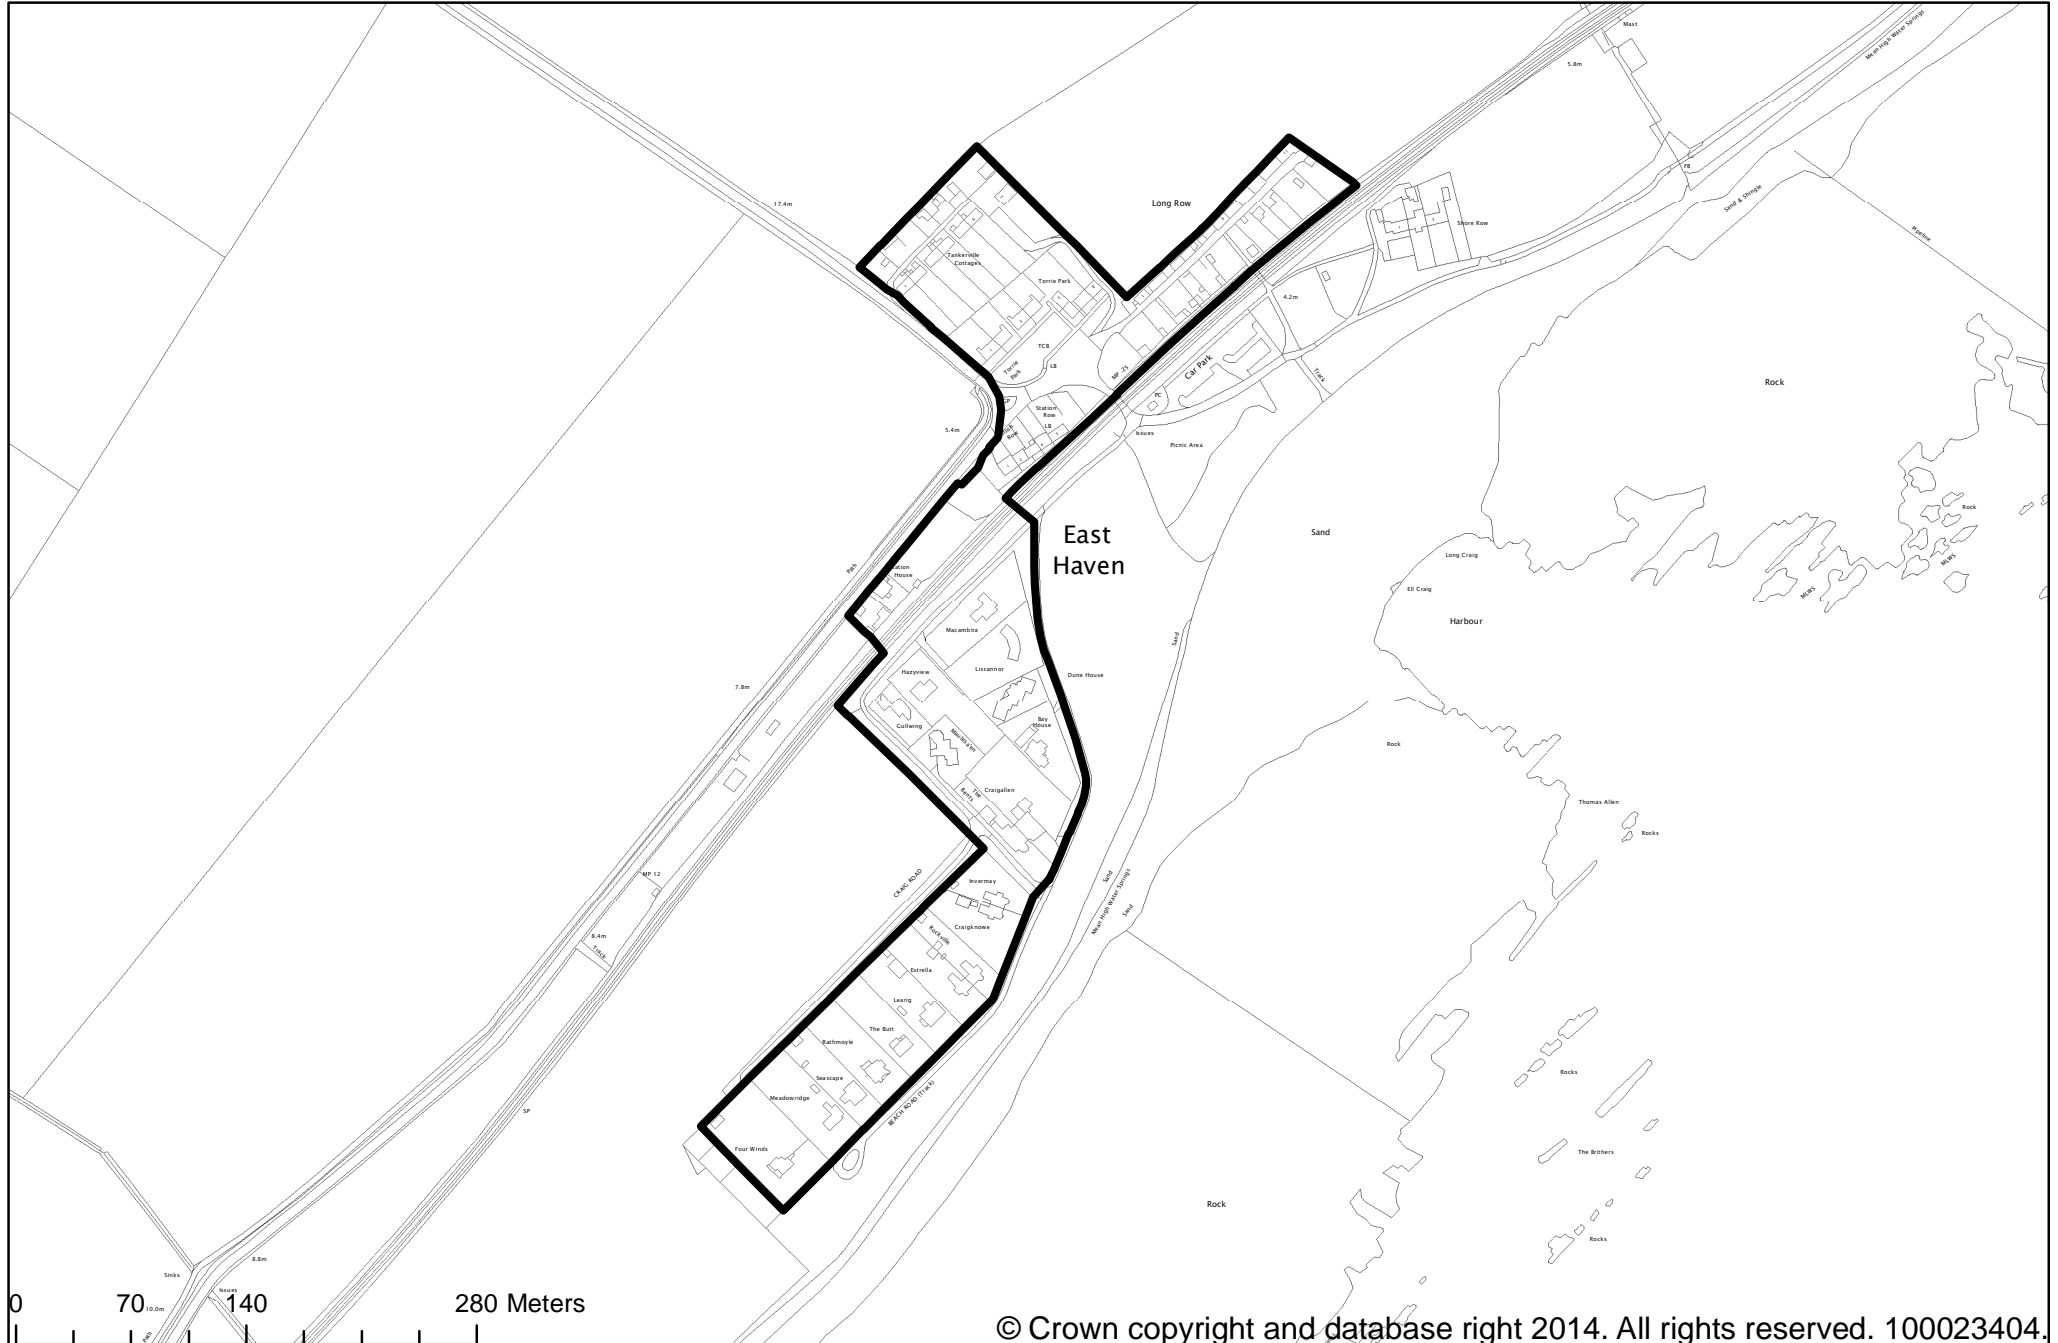 Mast
Mean High Water Springs
5.8m
FB
Sand & Shingle
17.4m
Long Row
Shore Row
Pipeline
Tankerville
Cottages
Torrie Park
4.2m
TCB
LB
Torrie
Park
MP .25
Car Park
Track
Rock
PC
Station
Row
LB
Row
5.4m
Issues
Picnic Area
Rock
East
Haven
Sand
Long Craig
MLWS
Path
House
Ell Craig
MLWS
Harbour
Macambira
Sand
Hazyview
Liscannor
Dune House
7.8m
Gullwing
Bay
House
Rock
The
Bents
Craigallen
Thomas Allen
Rocks
MP 12
CRAIG ROAD
Invermay
Sand
Mean High Water Springs
Sand
Craigknowe
Rockville
8.4m
Track
Estrella
Learig
The Butt
Rathmoyle
Seascape
Rocks
Meadowridge
BEACH ROAD (Track)
SP
Four Winds
The Brithers
Rock
Rocks
8.8m
Sinks
Issues
10.0m
Path
0 70 140 280 Meters
© Crown copyright and database right 2014. All rights reserved. 100023404.